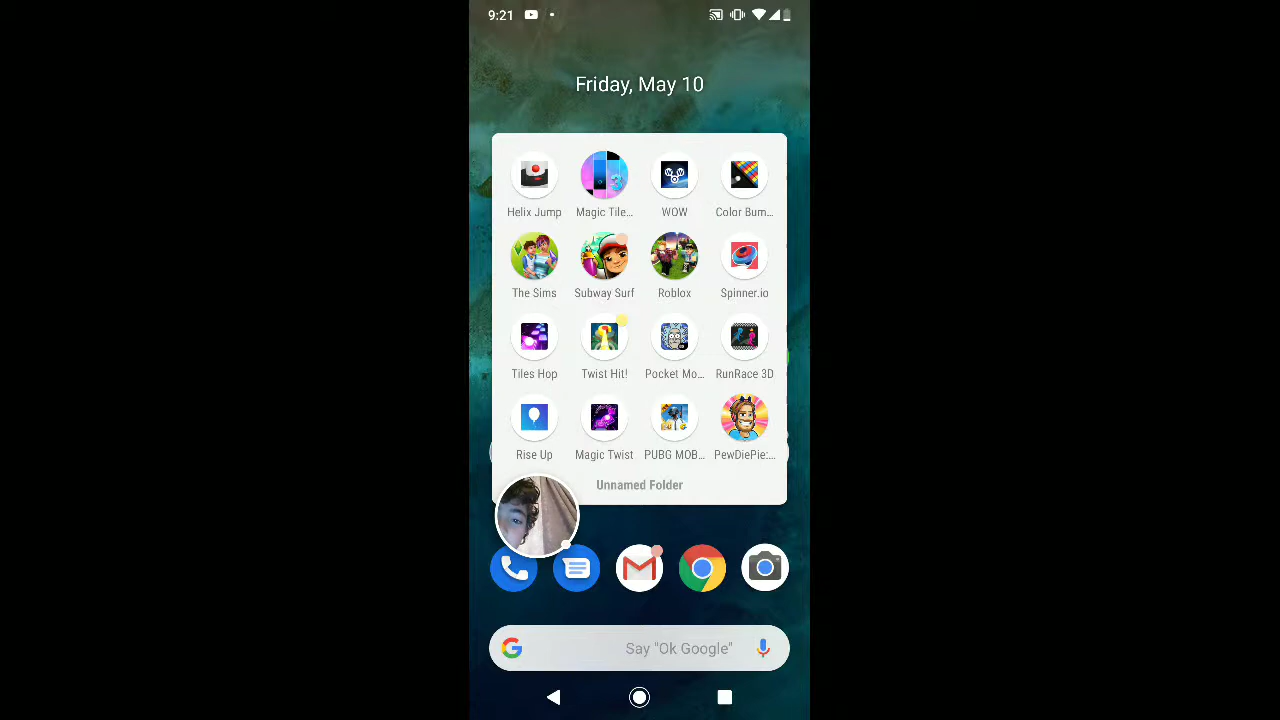 9:21
Friday, May 10
Helix Jump Magic Tile... WOW Color Bum...
The Sims Subway Surf Roblox Spinner.io
Tiles Hop Twist Hit! Pocket Mo... RunRace 3D
Rise Up Magic Twist PUBG MOB... PewDiePie:...
Unnamed Folder
Say "Ok Google"